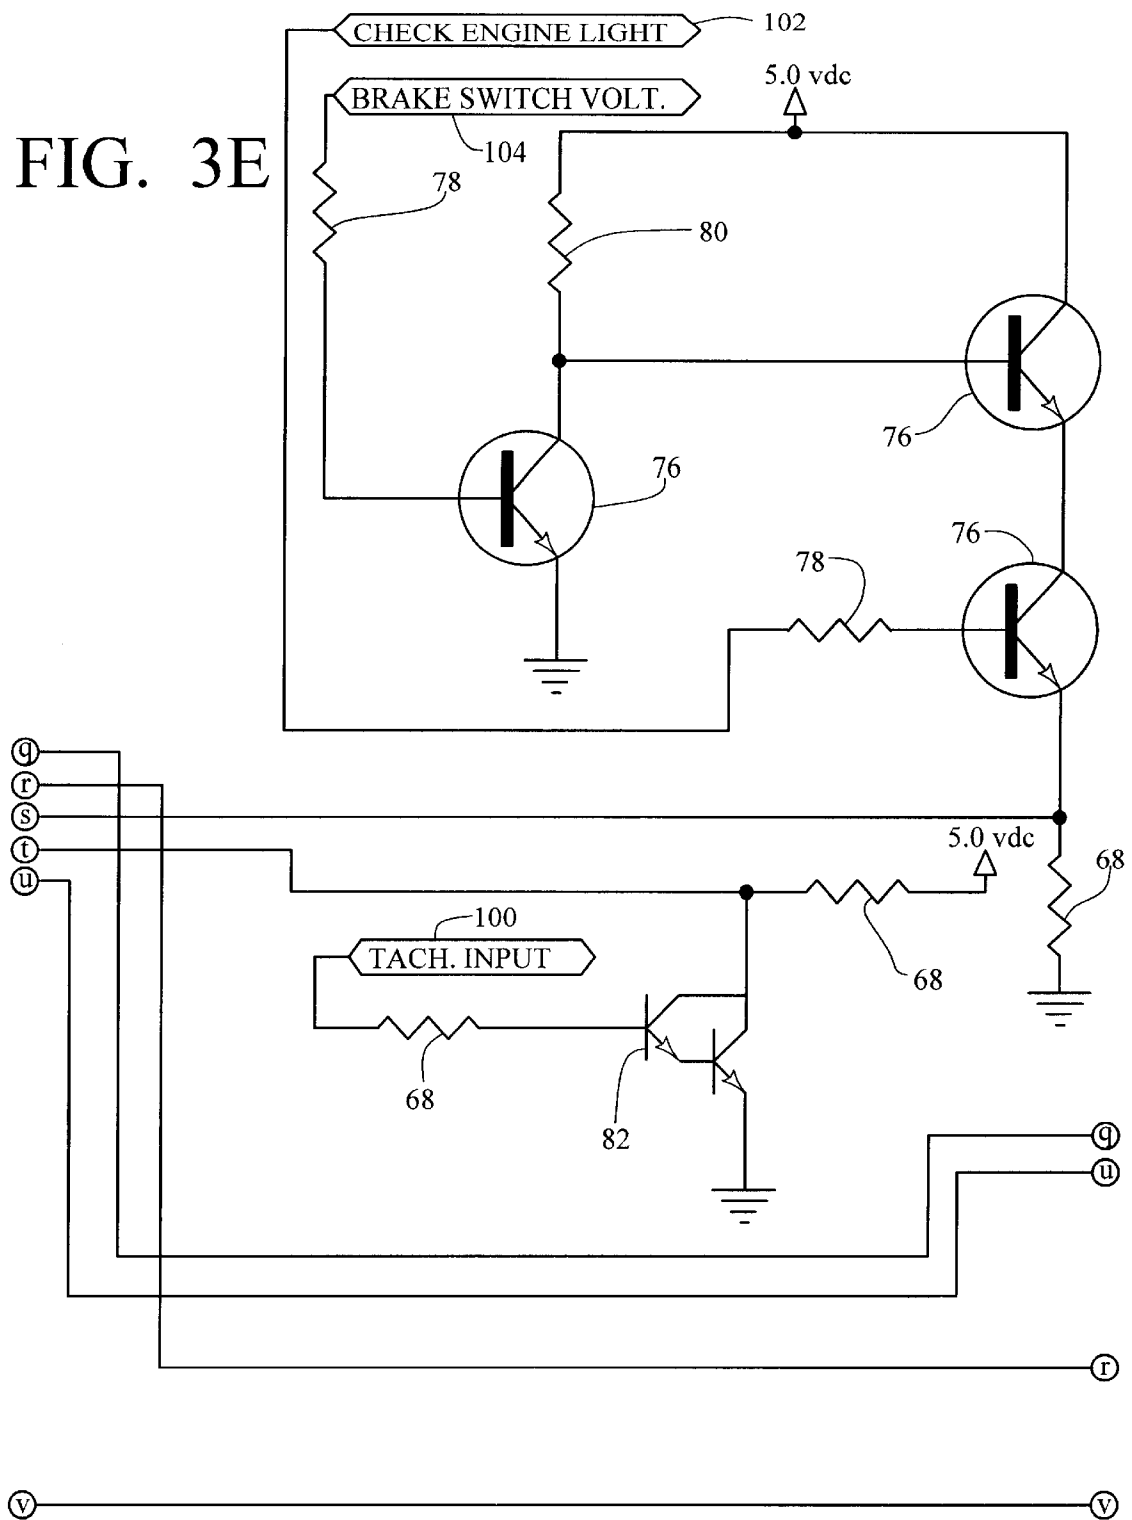 CHECK ENGINE LIGHT
102
5.0 vdc
BRAKE SWITCH VOLT.
104
FIG. 3E
78
80
76
76
76
78
q
r
s
t
u
5.0 vdc
68
100
TACH. INPUT
68
68
82
q
u
r
v
v